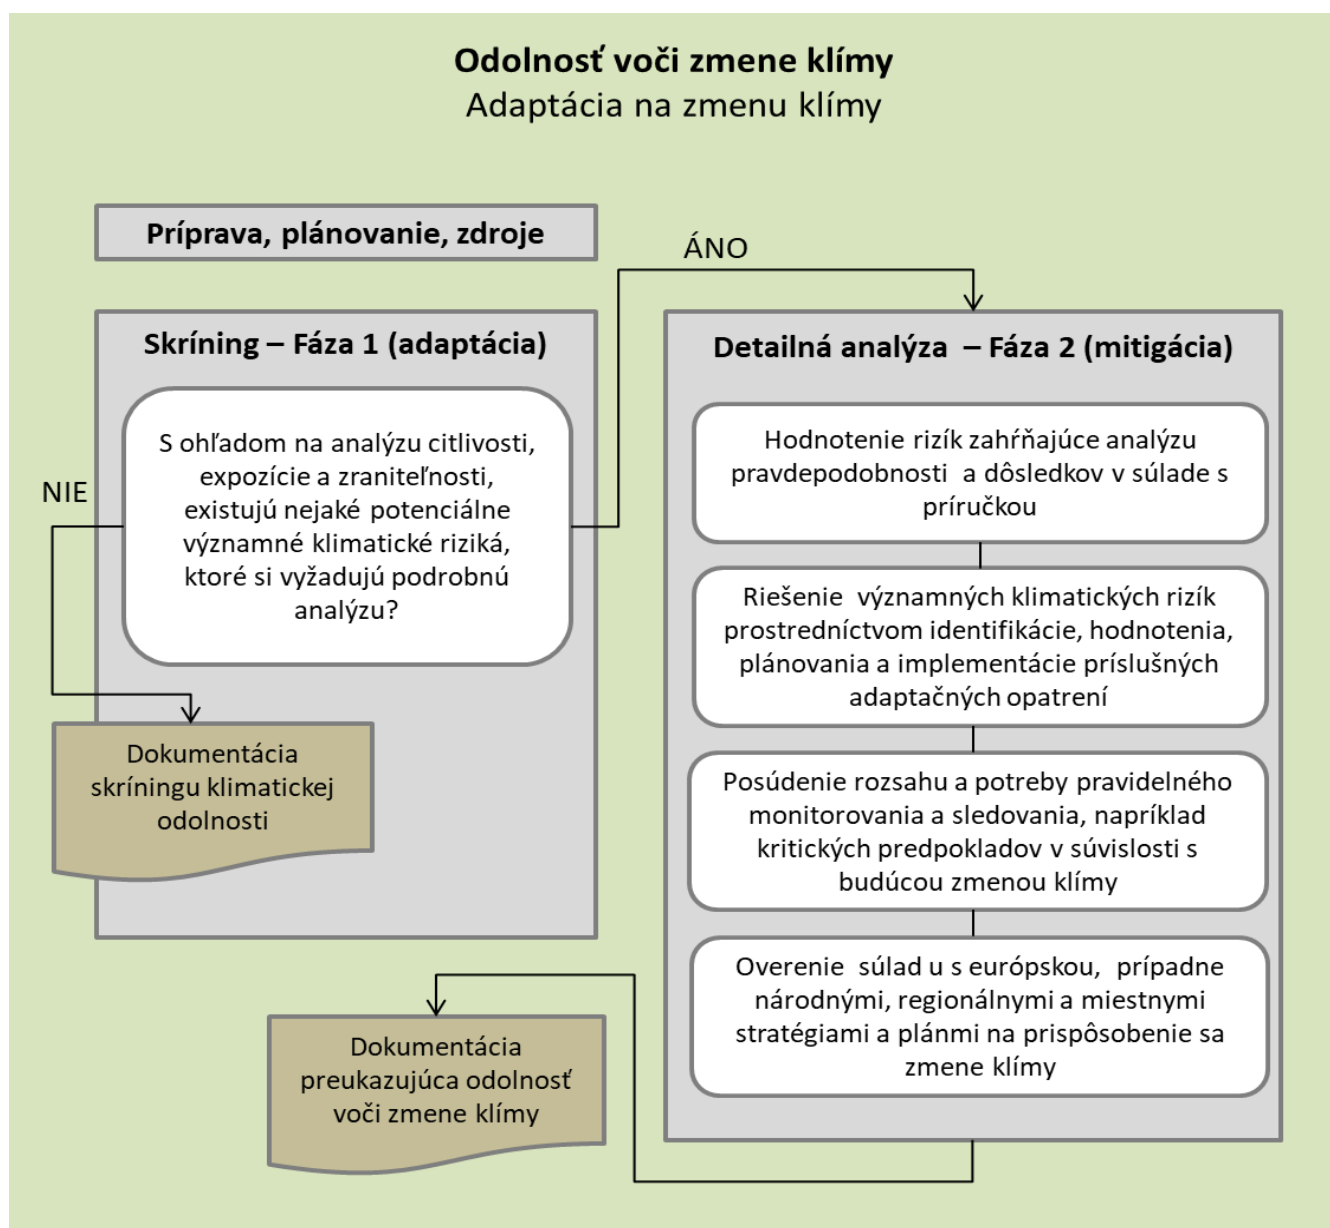 Odolnosť voči zmene klímy
Adaptácia na zmenu klímy
Príprava, plánovanie, zdroje
ÁNO
Skríning – Fáza 1 (adaptácia)
S ohľadom na analýzu citlivosti,
expozície a zraniteľnosti,
existujú nejaké potenciálne
významné klimatické riziká,
ktoré si vyžadujú podrobnú
analýzu?
NIE
Dokumentácia
skríningu klimatickej
odolnosti
Detailná analýza – Fáza 2 (mitigácia)
Hodnotenie rizík zahŕňajúce analýzu
pravdepodobnosti a dôsledkov v súlade s
príručkou
Riešenie významných klimatických rizík
prostredníctvom identifikácie, hodnotenia,
plánovania a implementácie príslušných
adaptačných opatrení
Posúdenie rozsahu a potreby pravidelného
monitorovania a sledovania, napríklad
kritických predpokladov v súvislosti s
budúcou zmenou klímy
Overenie súlad u s európskou, prípadne
národnými, regionálnymi a miestnymi
stratégiami a plánmi na prispôsobenie sa
zmene klímy
Dokumentácia
preukazujúca odolnosť
voči zmene klímy